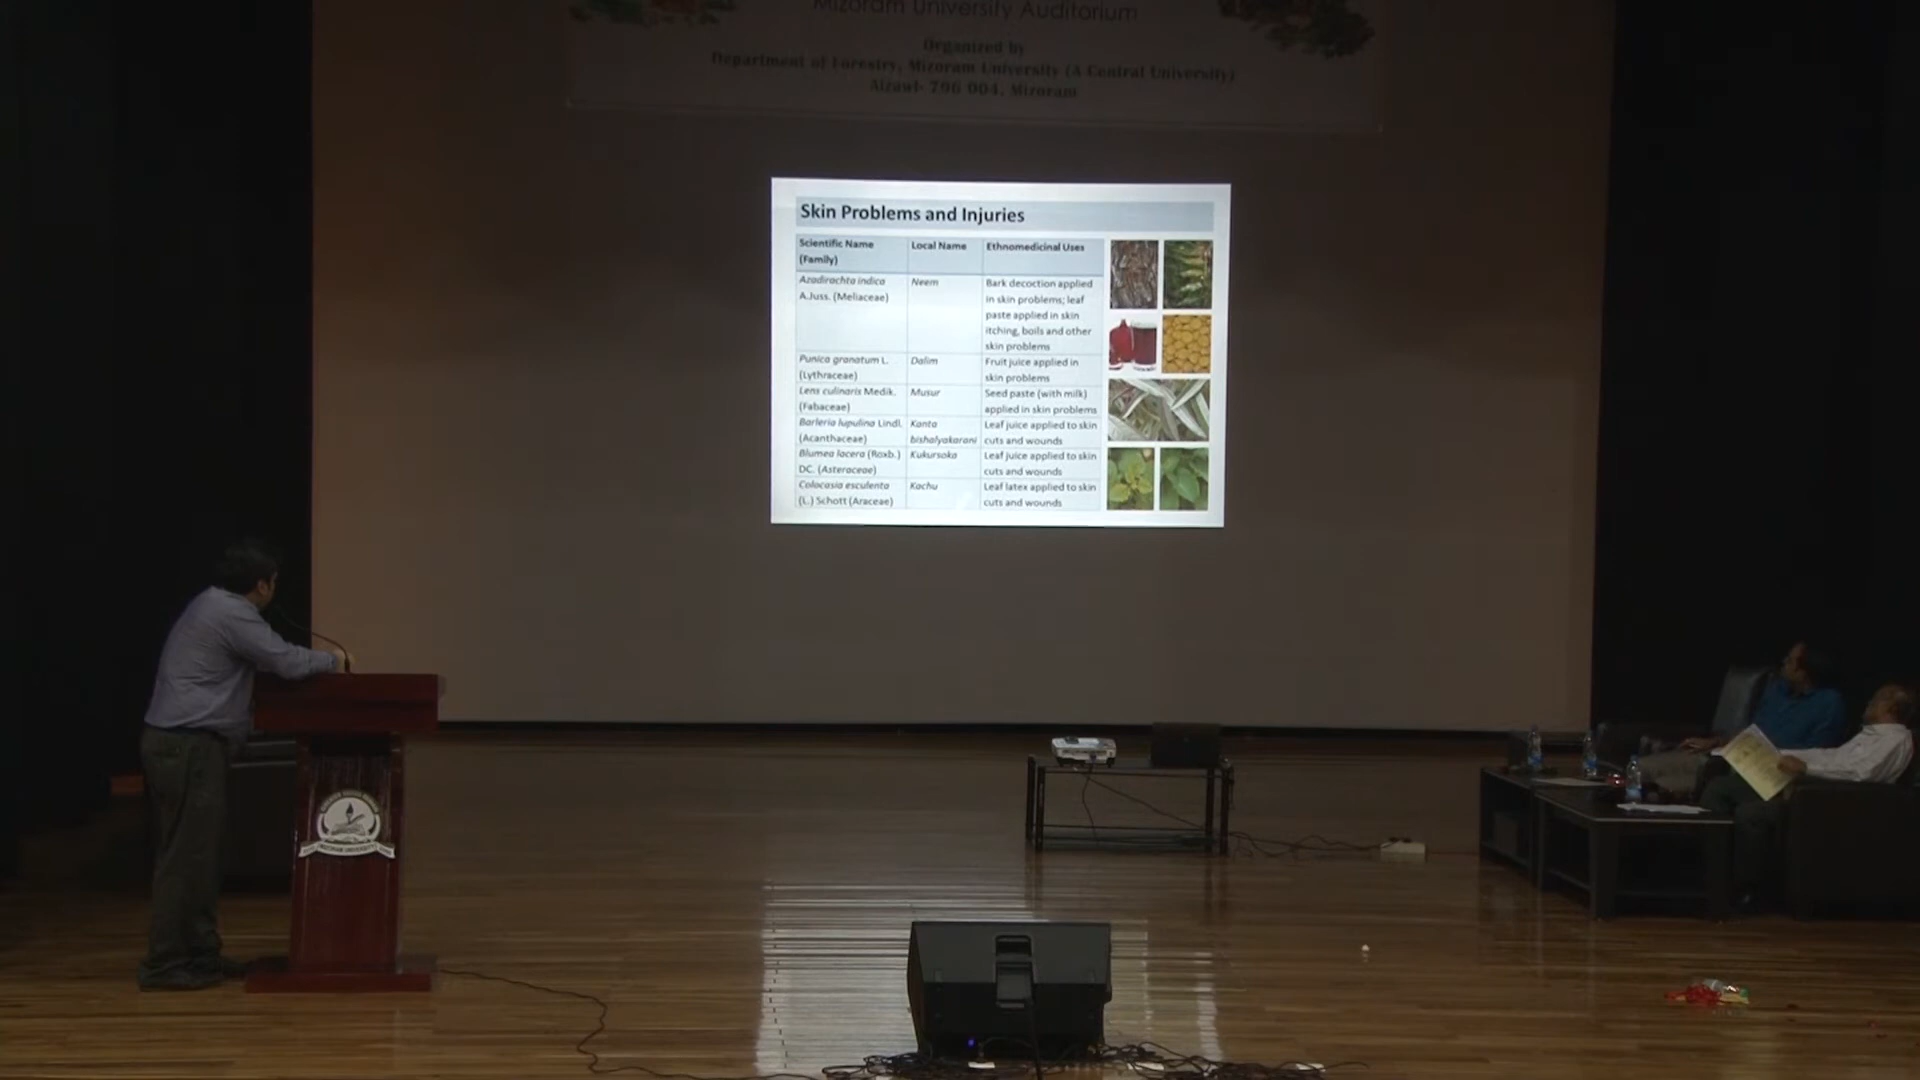 Mizoram University Auditorium
Organized by
Department of Forestry, Mizoram University (A Central University)
Aizawl- 796 004, Mizoram
Skin Problems and Injuries
Scientific Name
(Family)
Local Name
Ethnomedicinal Uses
Azadirachta indica
A.Juss. (Meliaceae)
Neem
Bark decoction applied
in skin problems; leaf
paste applied in skin
itching, boils and other
skin problems
Punica granatum L.
(Lythraceae)
Dalim
Fruit juice applied in
skin problems
Lens culinaris Medik.
(Fabaceae)
Musur
Seed paste (with milk)
applied in skin problems
Barleria lupulina Lindl.
(Acanthaceae)
Kanta
bishalyakarani
Leaf juice applied to skin
cuts and wounds
Blumea lacera (Roxb.)
DC. (Asteraceae)
Kukursoka
Leaf juice applied to skin
cuts and wounds
Colocasia esculenta
(L.) Schott (Araceae)
Kachu
Leaf latex applied to skin
cuts and wounds
MIZORAM UNIVERSITY